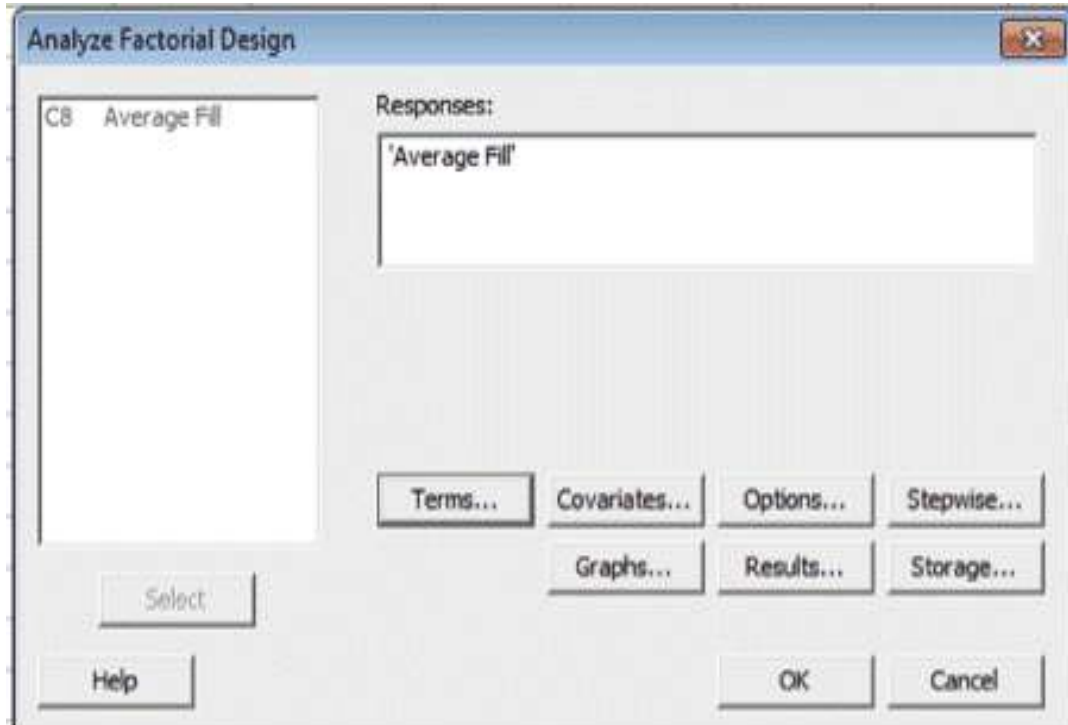 Analyze Factorial Design
C8 Average Fill
Responses:
'Average Fill'
Terms... Covariates... Options... Stepwise...
Graphs... Results... Storage...
Select
Help OK Cancel